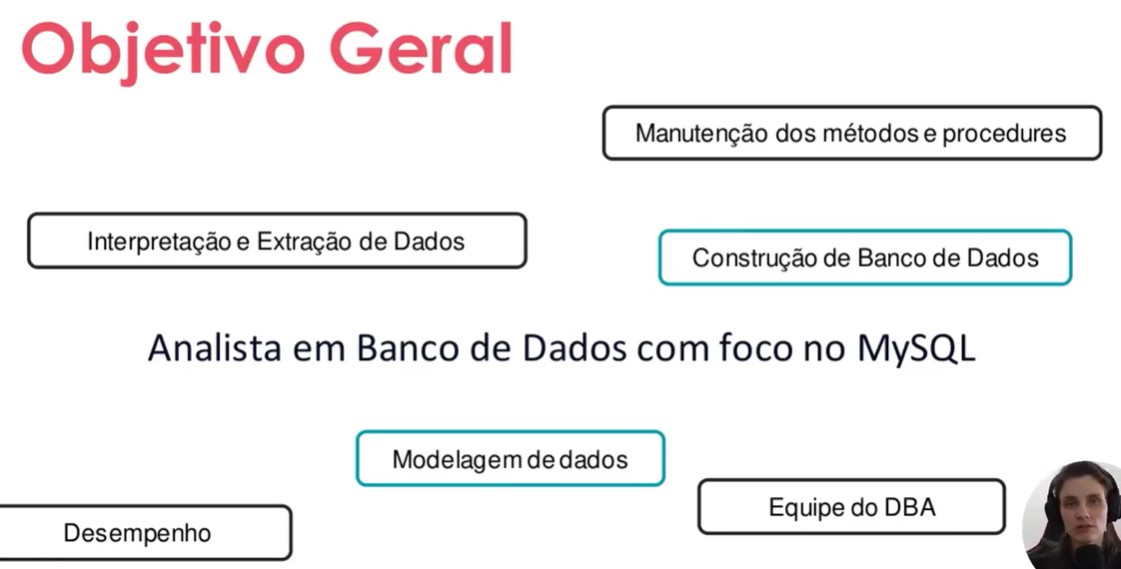 Objetivo Geral
Manutenção dos métodos e procedures
Interpretação e Extração de Dados
Construção de Banco de Dados
Analista em Banco de Dados com foco no MySQL
Modelagem de dados
Equipe do DBA
Desempenho